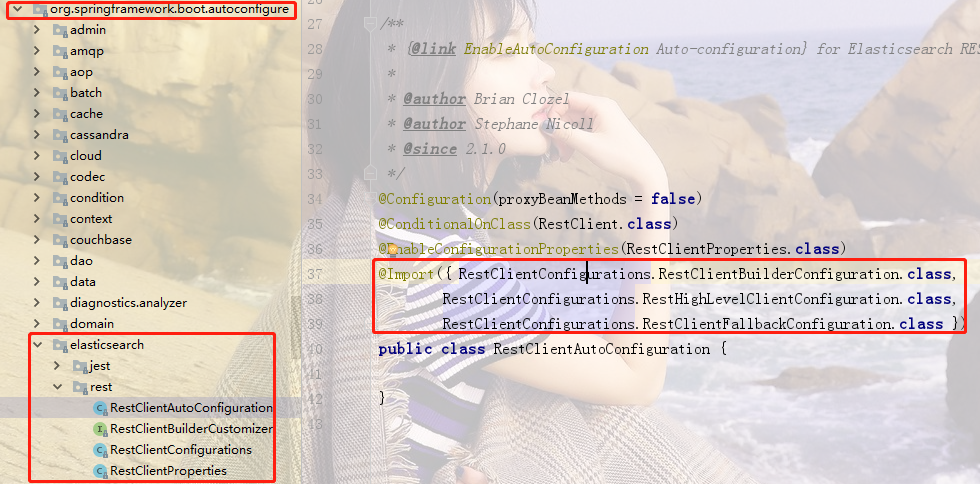 org.springframework.boot.autoconfigure
admin
amqp
aop
batch
cache
cassandra
cloud
codec
condition
context
couchbase
dao
data
diagnostics.analyzer
domain
elasticsearch
jest
rest
RestClientAutoConfiguration
RestClientBuilderCustomizer
RestClientConfigurations
RestClientProperties
26
27 /**
28 * {@link EnableAutoConfiguration Auto-configuration} for Elasticsearch RES
29 *
30 * @author Brian Clozel
31 * @author Stephane Nicoll
32 * @since 2.1.0
33 */
34 @Configuration(proxyBeanMethods = false)
35 @ConditionalOnClass(RestClient.class)
36 @EnableConfigurationProperties(RestClientProperties.class)
37 @Import({ RestClientConfigurations.RestClientBuilderConfiguration.class,
38 RestClientConfigurations.RestHighLevelClientConfiguration.class,
39 RestClientConfigurations.RestClientFallbackConfiguration.class })
40 public class RestClientAutoConfiguration {
41
42 }
43